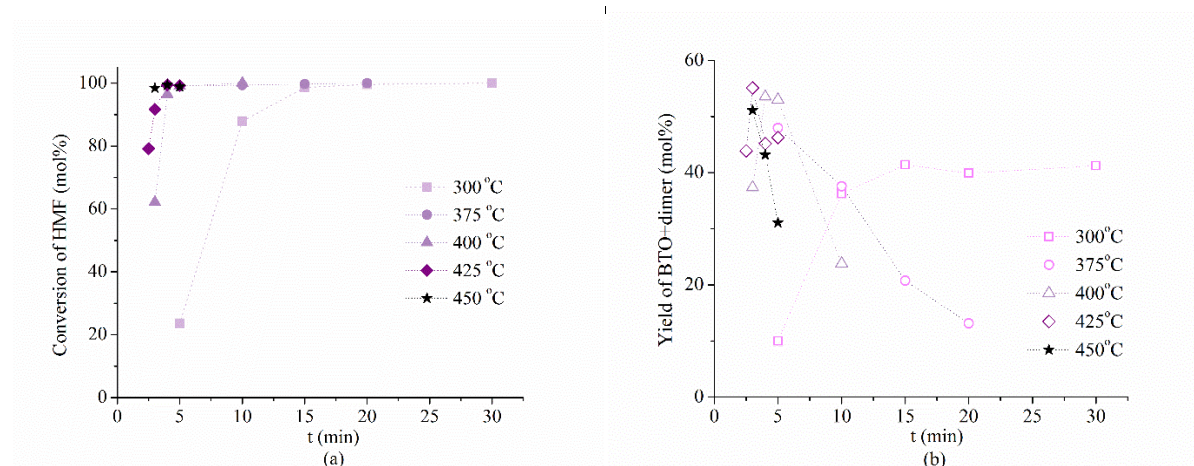 Conversion of HMF (mol%)
100
80
60
40
20
0
0 5 10 15 20 25 30
t (min)
(a)
300 °C
375 °C
400 °C
425 °C
450 °C
Yield of BTO+dimer (mol%)
60
40
20
0
0 5 10 15 20 25 30
t (min)
(b)
300°C
375°C
400°C
425°C
450°C